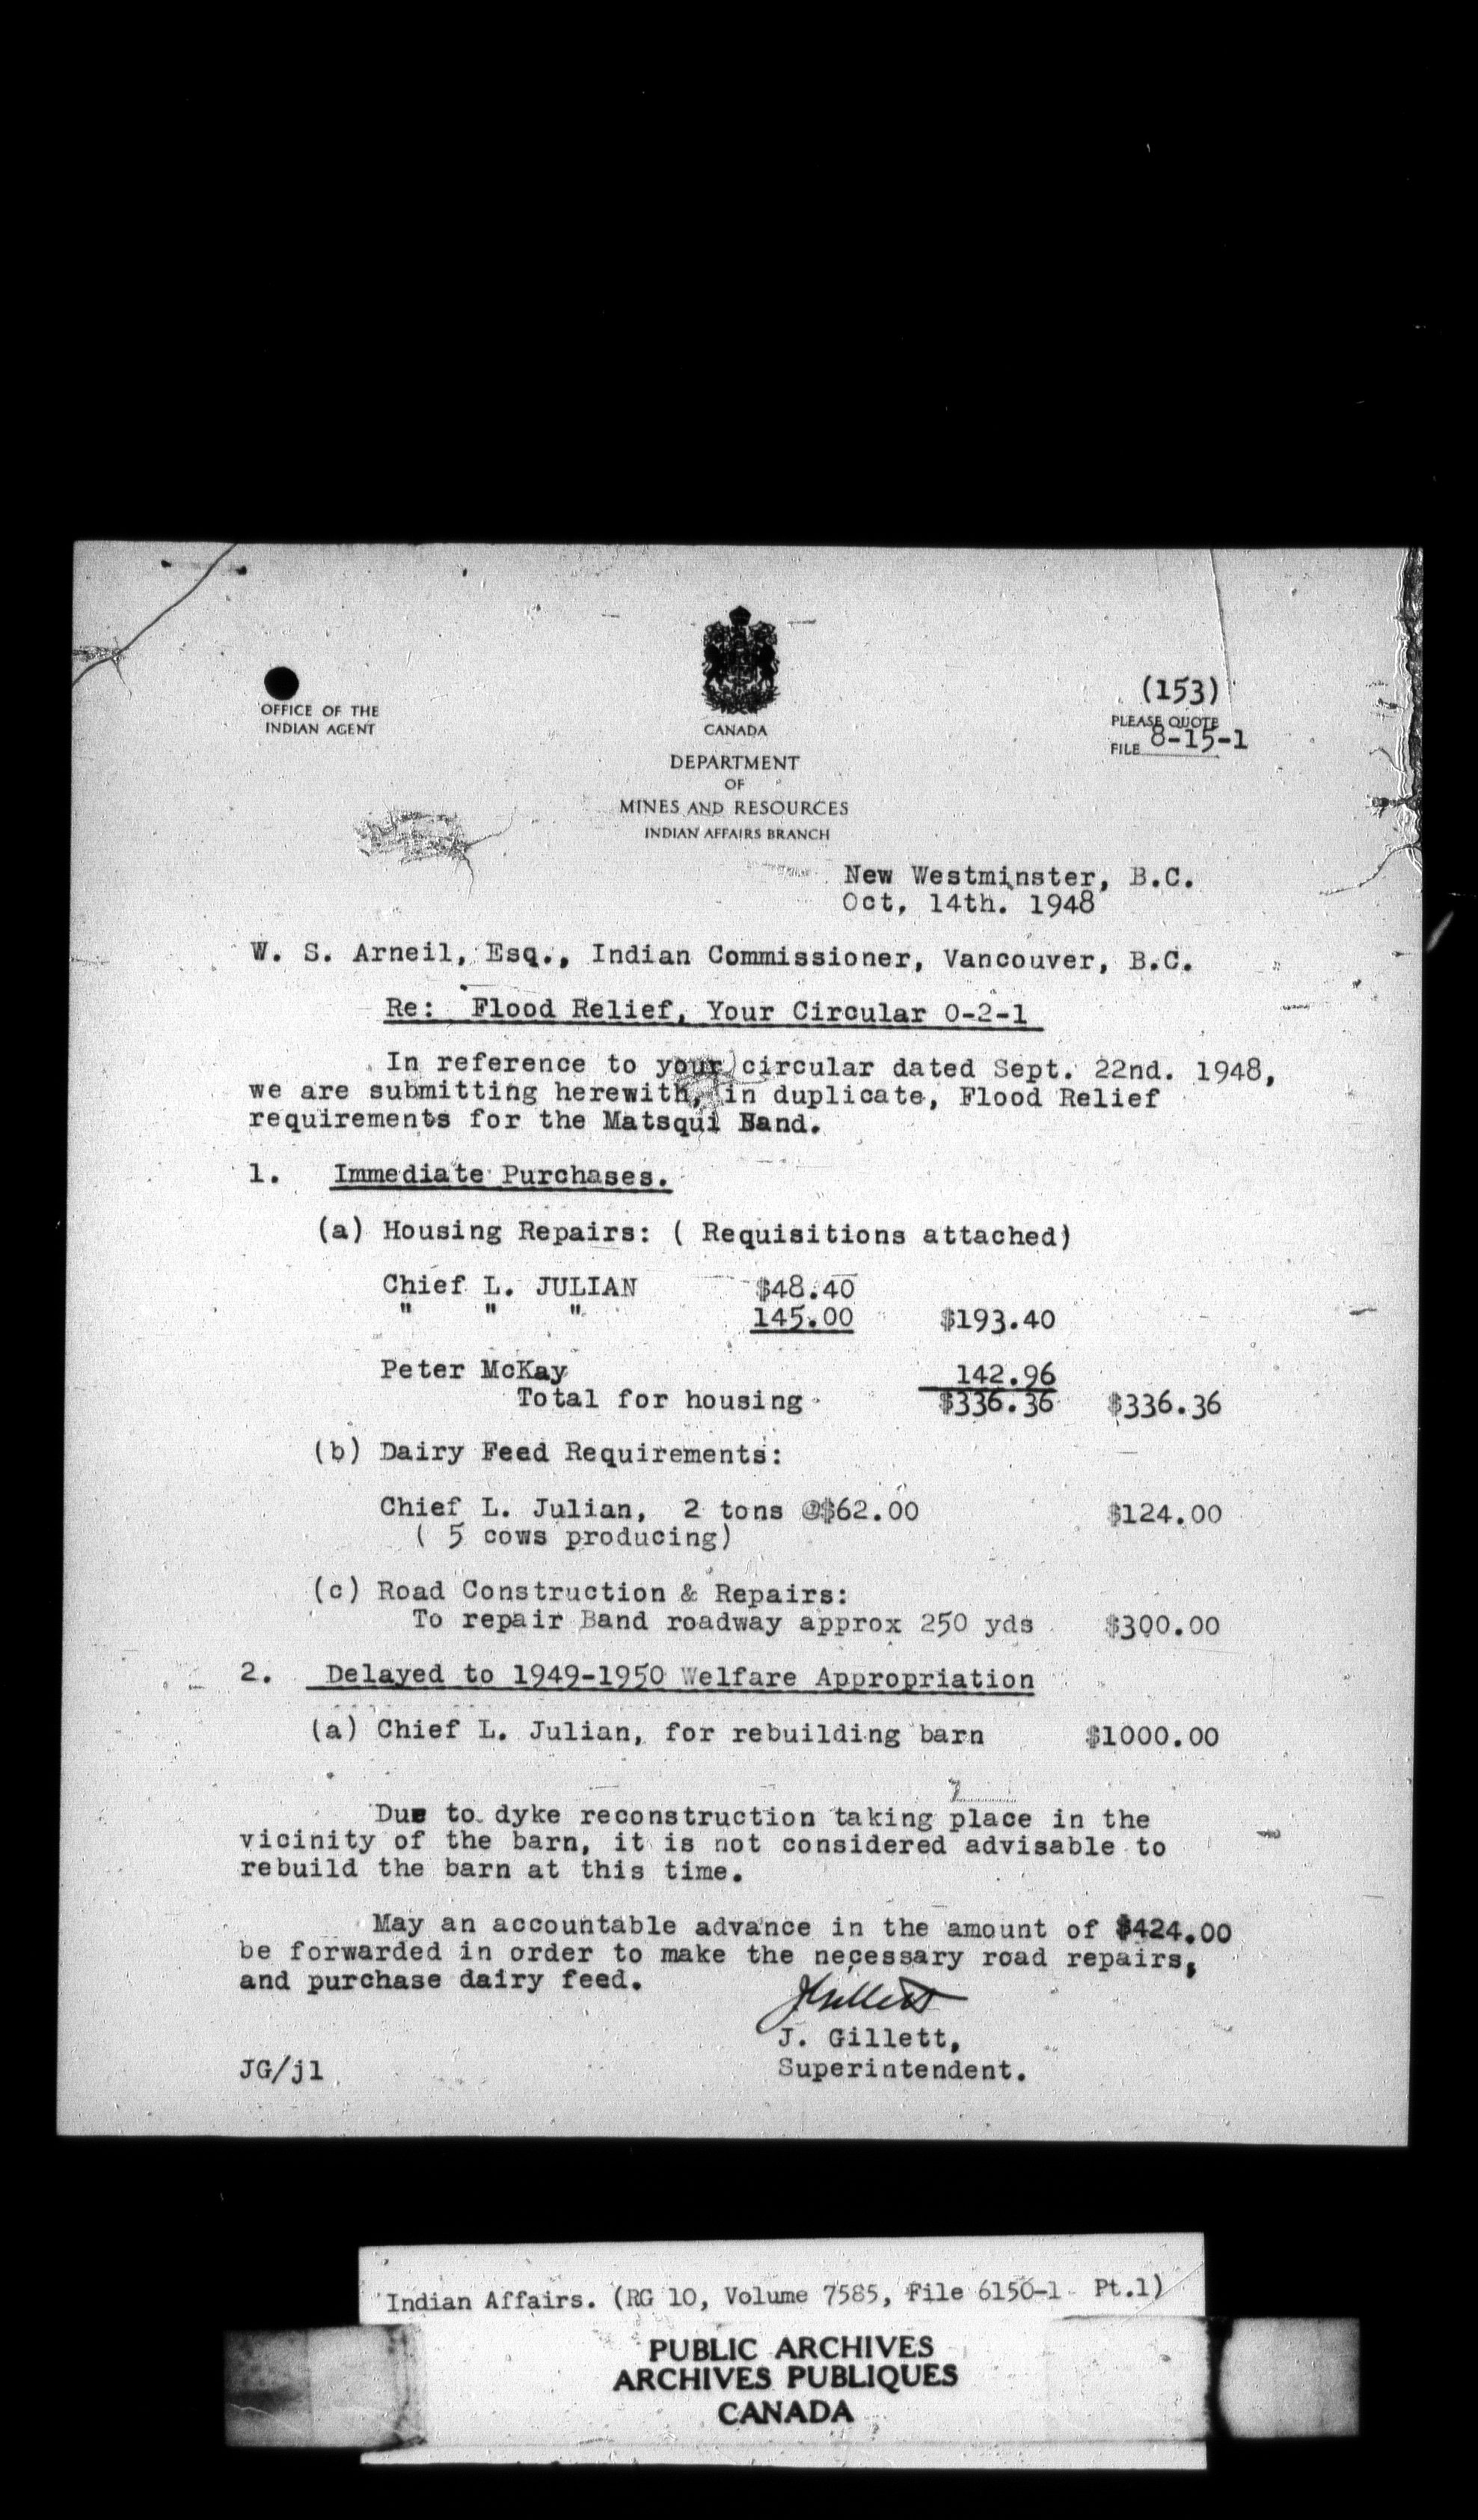 OFFICE OF THE
INDIAN AGENT
CANADA
DEPARTMENT
OF
MINES AND RESOURCES
INDIAN AFFAIRS BRANCH
(153)
PLEASE QUOTE
FILE 8-15-1
New Westminster, B.C.
Oct, 14th. 1948
W. S. Arneil, Esq., Indian Commissioner, Vancouver, B.C.
Re: Flood Relief, Your Circular 0-2-1
In reference to your circular dated Sept. 22nd. 1948,
we are submitting herewith, in duplicate, Flood Relief
requirements for the Matsqui Band.
1. Immediate Purchases.
(a) Housing Repairs: ( Requisitions attached)
Chief L. JULIAN $48.40
" " " 145.00 $193.40
Peter McKay 142.96
Total for housing $336.36 $336.36
(b) Dairy Feed Requirements:
Chief L. Julian, 2 tons @$62.00 $124.00
( 5 cows producing)
(c) Road Construction & Repairs:
To repair Band roadway approx 250 yds $300.00
2. Delayed to 1949-1950 Welfare Appropriation
(a) Chief L. Julian, for rebuilding barn $1000.00
Due to dyke reconstruction taking place in the
vicinity of the barn, it is not considered advisable to
rebuild the barn at this time.
May an accountable advance in the amount of $424.00
be forwarded in order to make the necessary road repairs,
and purchase dairy feed.
JGillett
J. Gillett,
JG/jl Superintendent.
Indian Affairs. (RG 10, Volume 7585, File 6150-1 Pt.1)
PUBLIC ARCHIVES
ARCHIVES PUBLIQUES
CANADA